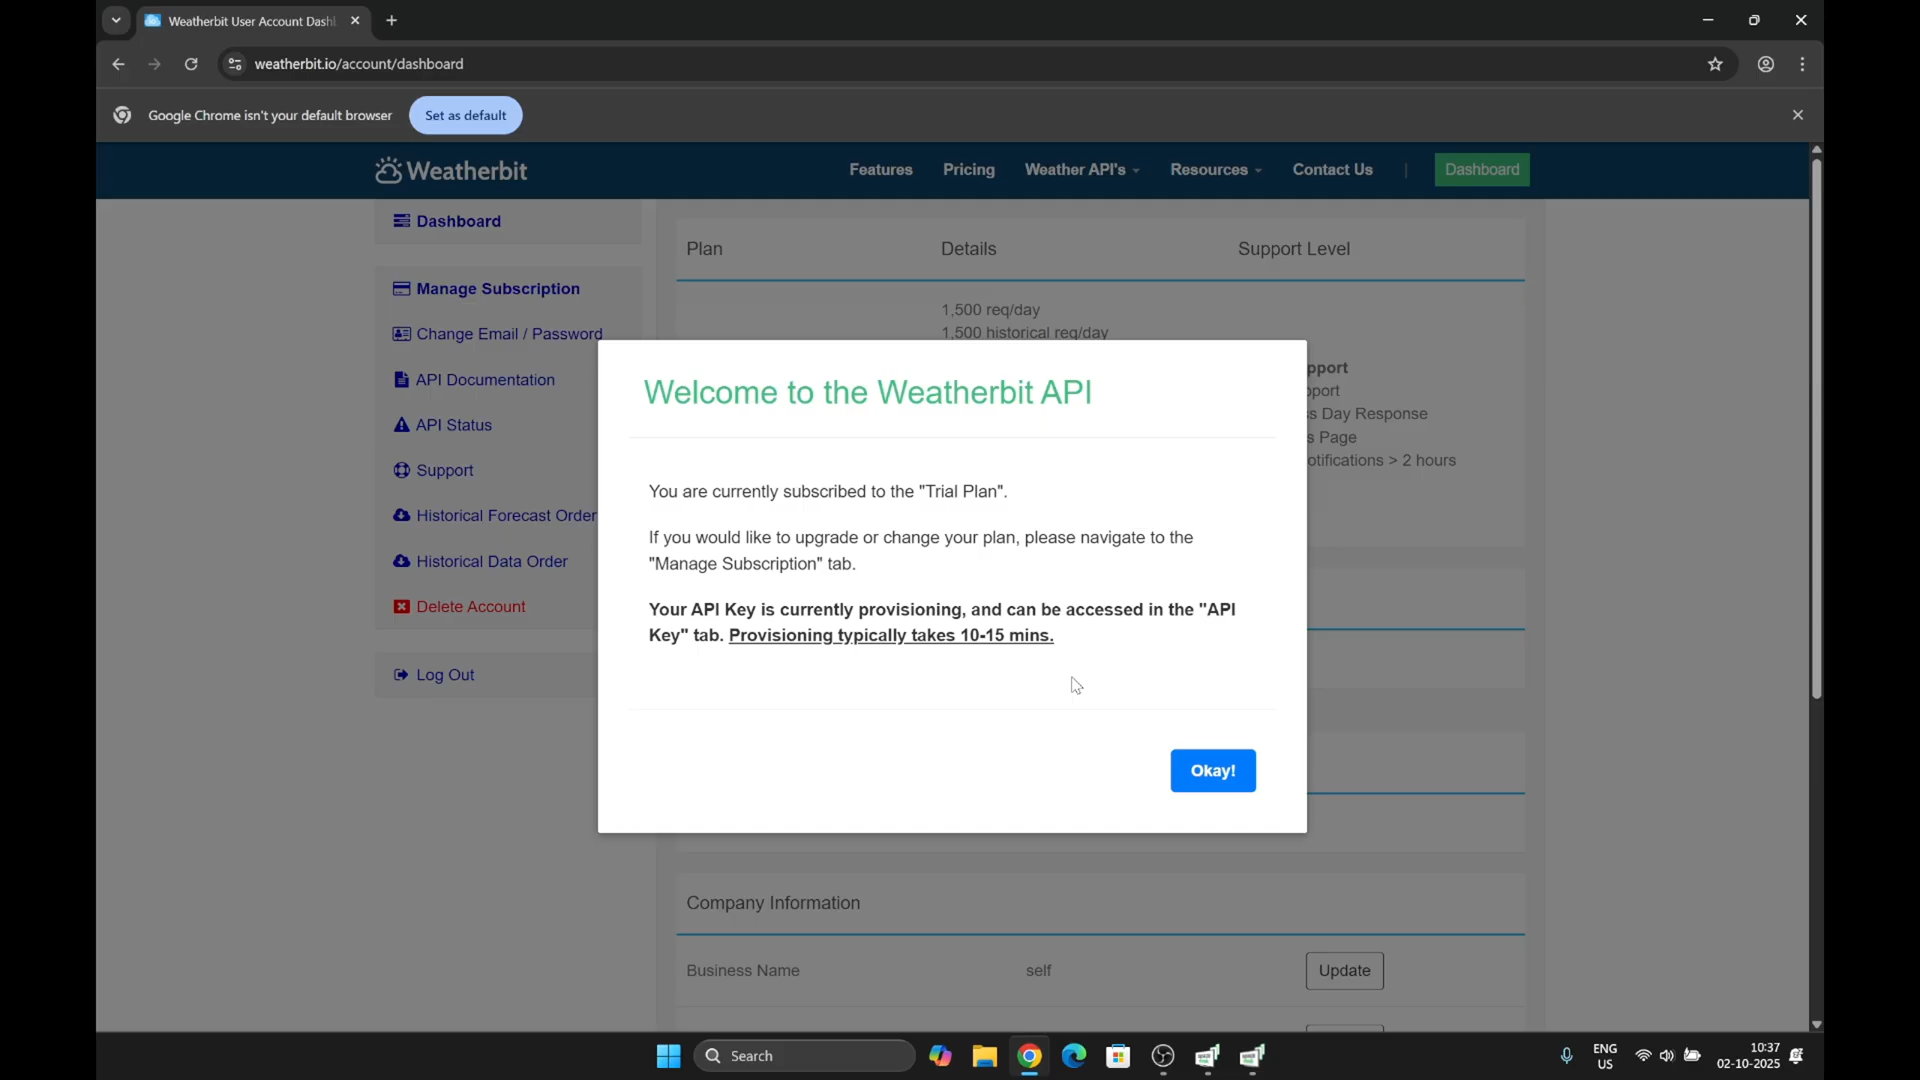 Weatherbit User Account Dash
weatherbit.io/account/dashboard
Google Chrome isn't your default browser
Set as default
Weatherbit
Features
Pricing
Weather API's
Resources
Contact Us
|
Dashboard
Dashboard
Manage Subscription
Change Email / Password
API Documentation
API Status
Support
Historical Forecast Order
Historical Data Order
Delete Account
Log Out
Plan
Details
Support Level
1,500 req/day
1,500 historical req/day
pport
pport
s Day Response
s Page
otifications > 2 hours
Welcome to the Weatherbit API
You are currently subscribed to the "Trial Plan".
If you would like to upgrade or change your plan, please navigate to the
"Manage Subscription" tab.
Your API Key is currently provisioning, and can be accessed in the "API
Key" tab. Provisioning typically takes 10-15 mins.
Okay!
Company Information
Business Name
self
Update
Search
ENG
US
10:37
02-10-2025